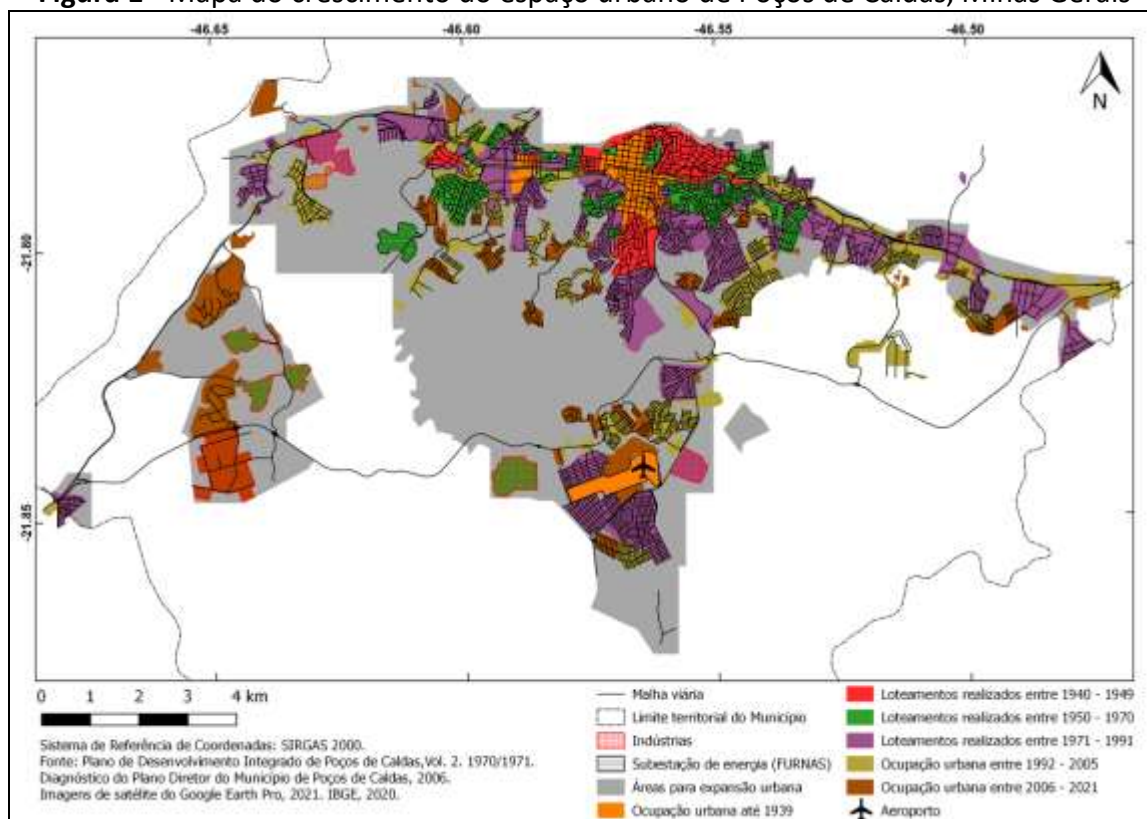 Figura 1 - Mapa do crescimento do espaço urbano de Poços de Caldas, Minas Gerais
-46.65 -46.60 -46.55 -46.50
N
-21.80
-21.85
0 1 2 3 4 km
Sistema de Referência de Coordenadas: SIRGAS 2000.
Fonte: Plano de Desenvolvimento Integrado de Poços de Caldas,Vol. 2. 1970/1971.
Diagnóstico do Plano Diretor do Município de Poços de Caldas, 2006.
Imagens de satélite do Google Earth Pro, 2021. IBGE, 2020.
Malha viária
Limite territorial do Município
Indústrias
Subestação de energia (FURNAS)
Áreas para expansão urbana
Ocupação urbana até 1939
Loteamentos realizados entre 1940 - 1949
Loteamentos realizados entre 1950 - 1970
Loteamentos realizados entre 1971 - 1991
Ocupação urbana entre 1992 - 2005
Ocupação urbana entre 2006 - 2021
Aeroporto